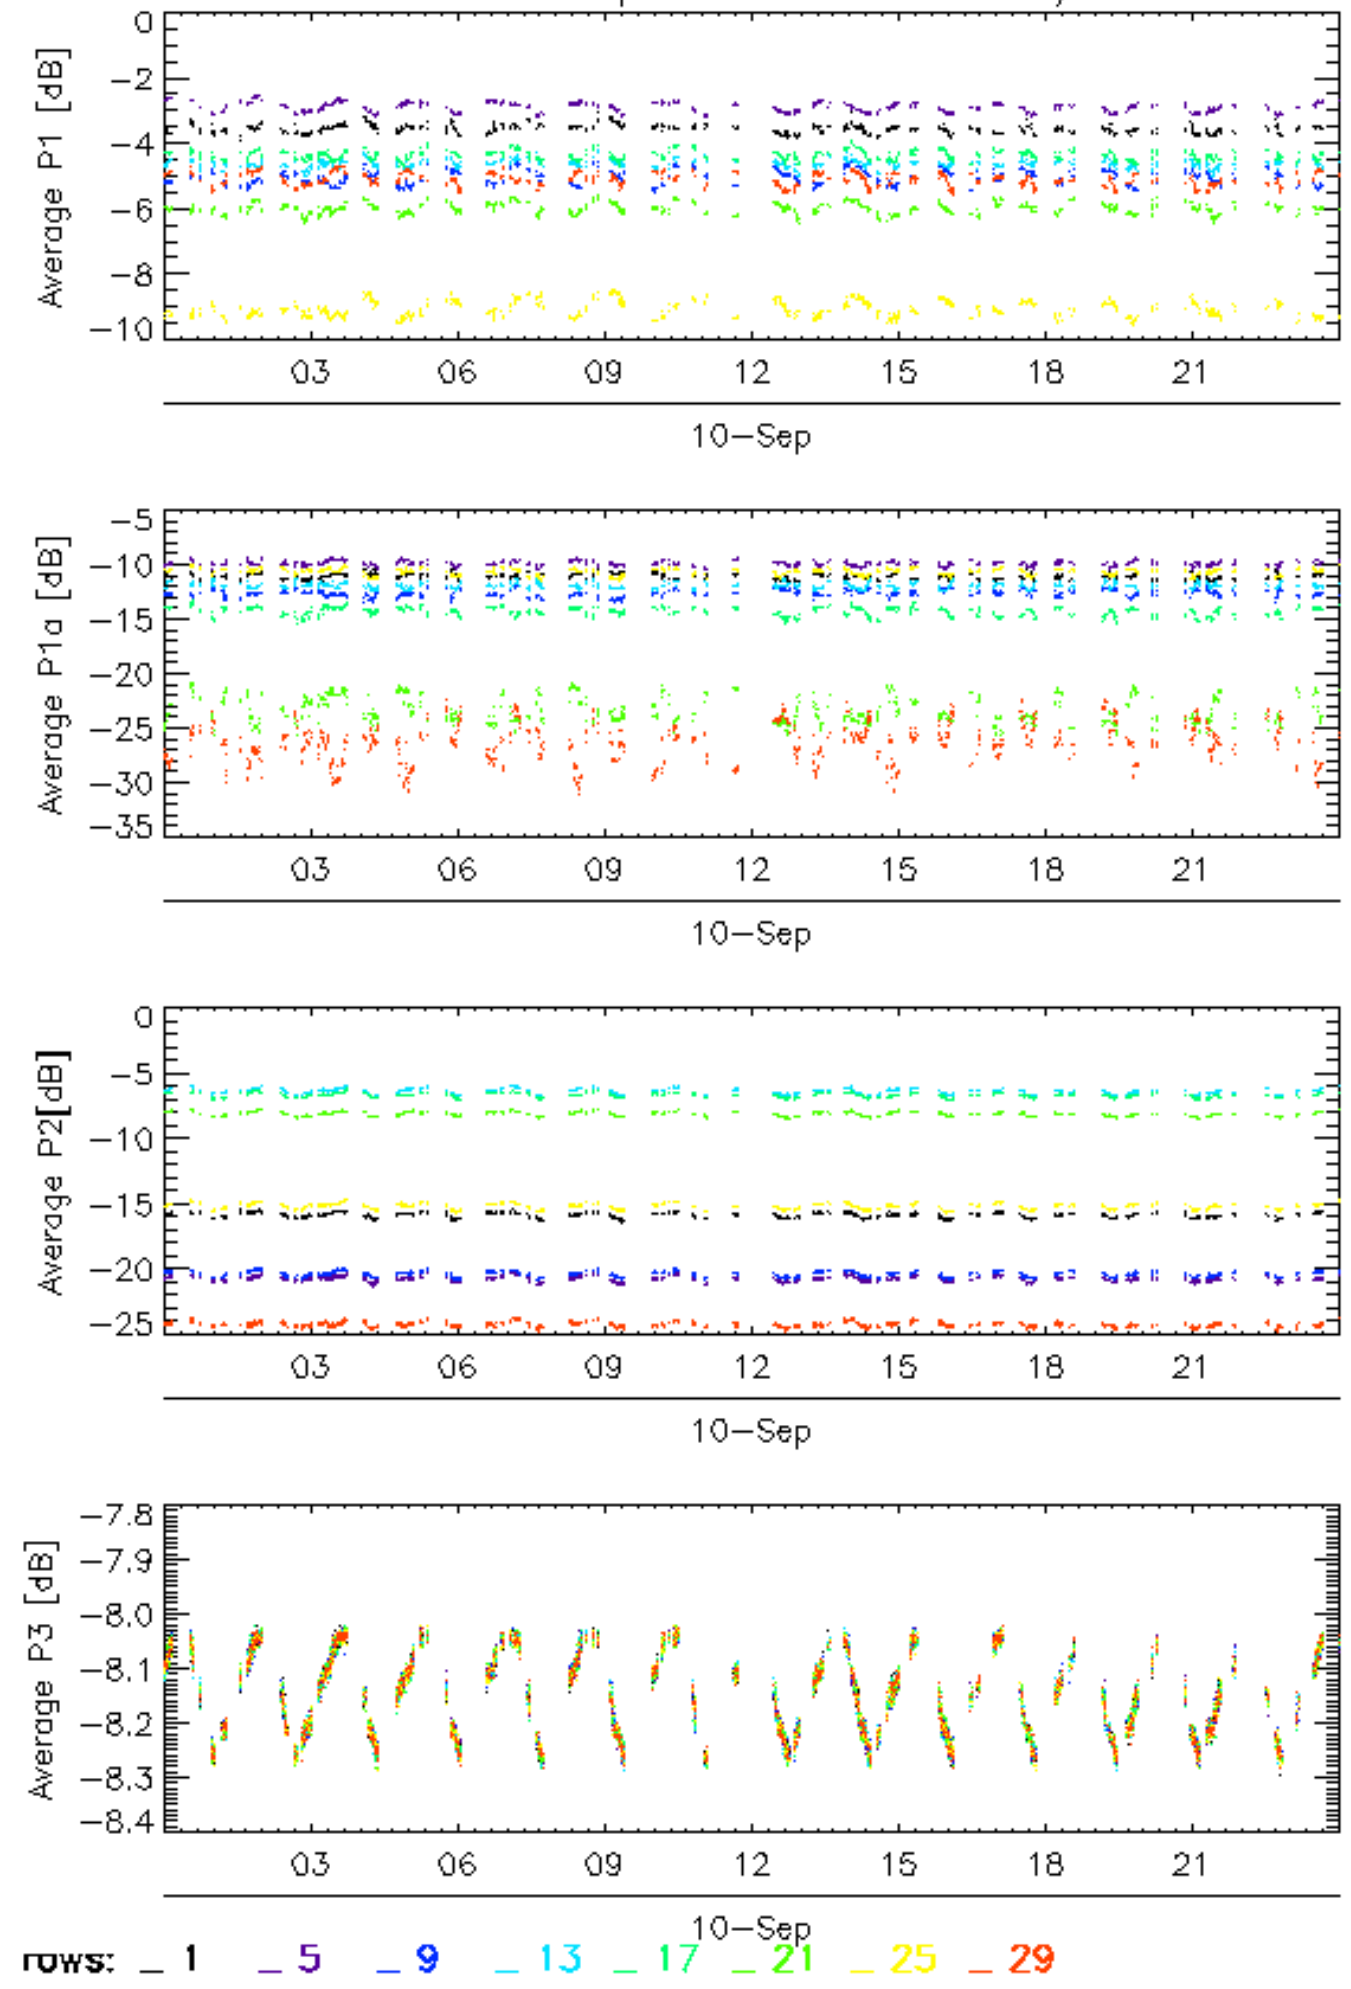 Average P1 [dB]
0
−2
−4
−6
−8
−10
03 06 09 12 15 18 21
10−Sep
Average P1a [dB]
−5
−10
−15
−20
−25
−30
−35
03 06 09 12 15 18 21
10−Sep
Average P2[dB]
0
−5
−10
−15
−20
−25
03 06 09 12 15 18 21
10−Sep
Average P3 [dB]
−7.8
−7.9
−8.0
−8.1
−8.2
−8.3
−8.4
03 06 09 12 15 18 21
10−Sep
rows: _ 1 _ 5 _ 9 _ 13 _ 17 _ 21 _ 25 _ 29